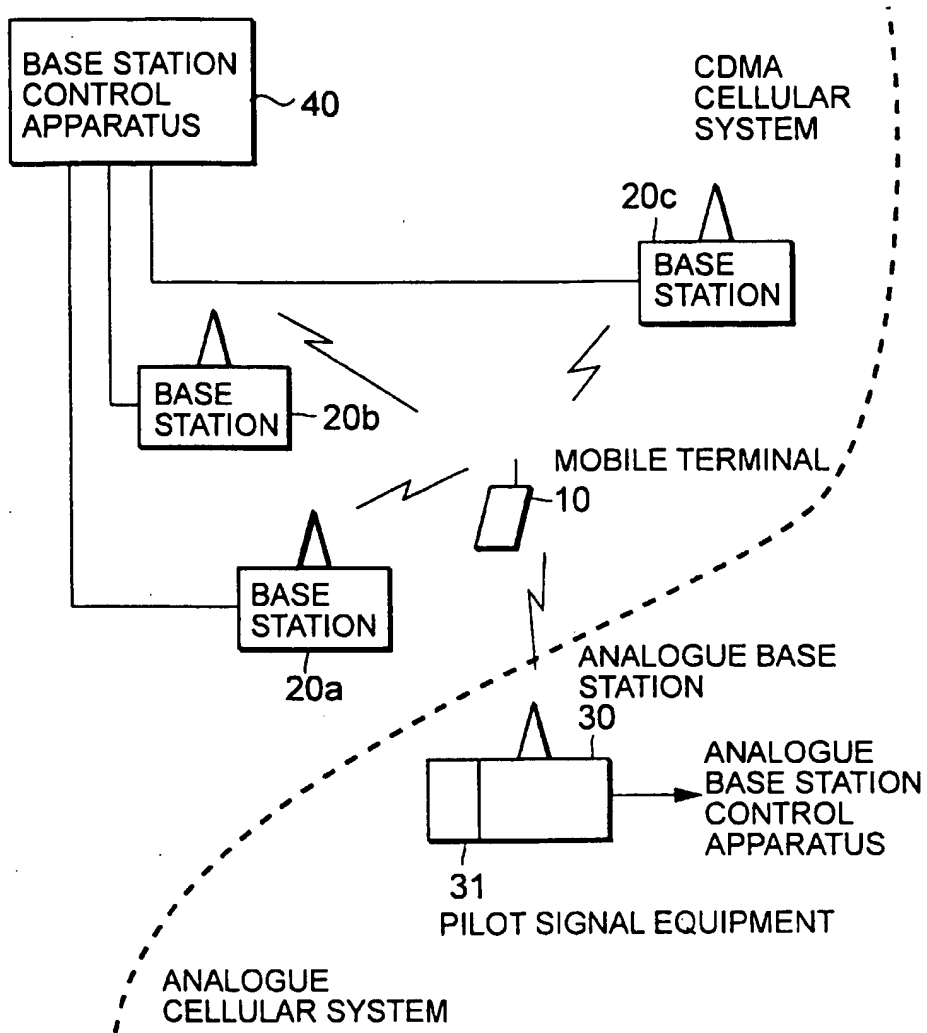 BASE STATION
CONTROL
APPARATUS
40
CDMA
CELLULAR
SYSTEM
20c
BASE
STATION
BASE
STATION
20b
MOBILE TERMINAL
10
BASE
STATION
20a
ANALOGUE BASE
STATION
30
ANALOGUE
BASE STATION
CONTROL
APPARATUS
31
PILOT SIGNAL EQUIPMENT
ANALOGUE
CELLULAR SYSTEM